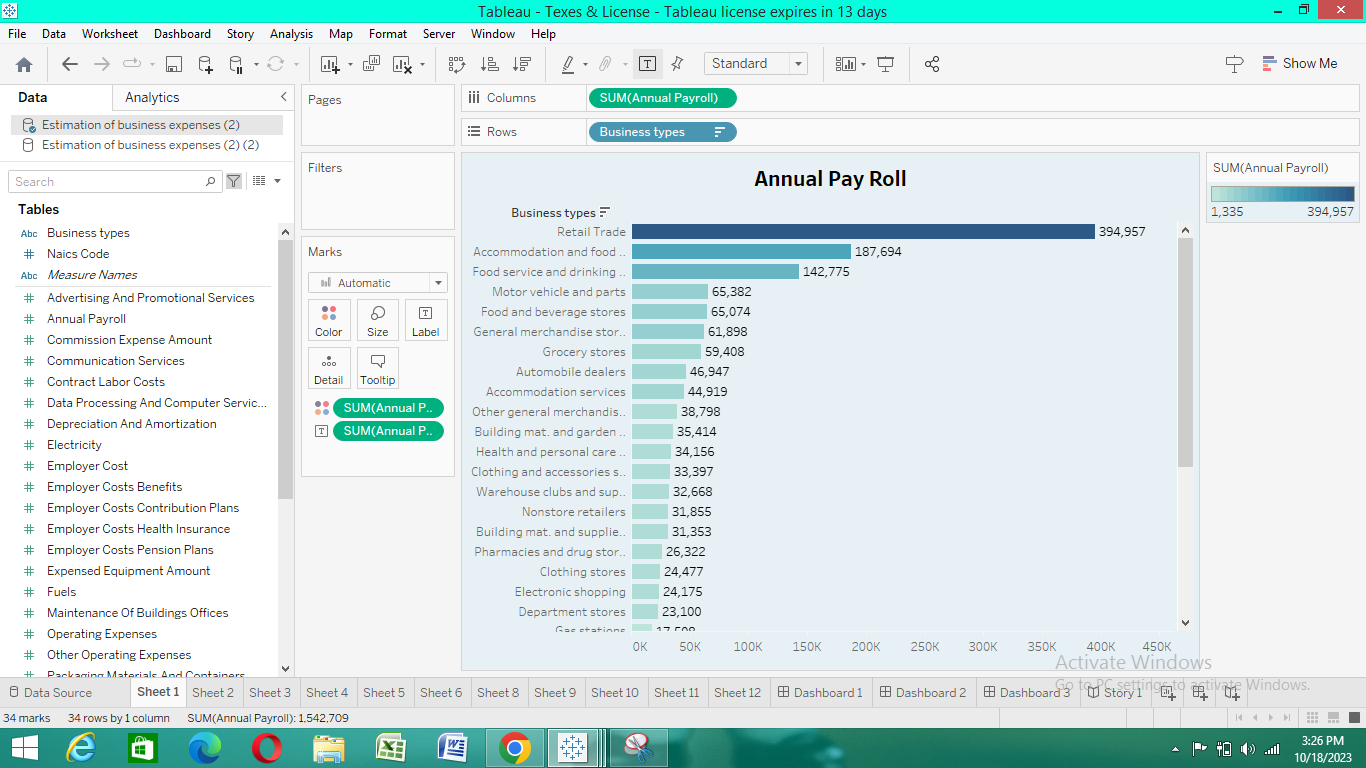 Tableau - Texes & License - Tableau license expires in 13 days
File Data Worksheet Dashboard Story Analysis Map Format Server Window Help
Standard
Show Me
Data Analytics
Estimation of business expenses (2)
Estimation of business expenses (2) (2)
Search
Tables
Abc Business types
# Naics Code
Abc Measure Names
# Advertising And Promotional Services
# Annual Payroll
# Commission Expense Amount
# Communication Services
# Contract Labor Costs
# Data Processing And Computer Servic...
# Depreciation And Amortization
# Electricity
# Employer Cost
# Employer Costs Benefits
# Employer Costs Contribution Plans
# Employer Costs Health Insurance
# Employer Costs Pension Plans
# Expensed Equipment Amount
# Fuels
# Maintenance Of Buildings Offices
# Operating Expenses
# Other Operating Expenses
# Packaging Materials And Containers
Pages
Filters
Marks
Automatic
Color Size Label
Detail Tooltip
SUM(Annual P..
T SUM(Annual P..
Columns SUM(Annual Payroll)
Rows Business types
Annual Pay Roll
Business types
Retail Trade 394,957
Accommodation and food .. 187,694
Food service and drinking .. 142,775
Motor vehicle and parts 65,382
Food and beverage stores 65,074
General merchandise stor.. 61,898
Grocery stores 59,408
Automobile dealers 46,947
Accommodation services 44,919
Other general merchandis.. 38,798
Building mat. and garden .. 35,414
Health and personal care .. 34,156
Clothing and accessories s.. 33,397
Warehouse clubs and sup.. 32,668
Nonstore retailers 31,855
Building mat. and supplie.. 31,353
Pharmacies and drug stor.. 26,322
Clothing stores 24,477
Electronic shopping 24,175
Department stores 23,100
Gas stations 17,508
0K 50K 100K 150K 200K 250K 300K 350K 400K 450K
SUM(Annual Payroll)
1,335 394,957
Activate Windows
Go to PC settings to activate Windows.
Data Source Sheet 1 Sheet 2 Sheet 3 Sheet 4 Sheet 5 Sheet 6 Sheet 8 Sheet 9 Sheet 10 Sheet 11 Sheet 12 Dashboard 1 Dashboard 2 Dashboard 3 Story 1
34 marks 34 rows by 1 column SUM(Annual Payroll): 1,542,709
3:26 PM
10/18/2023